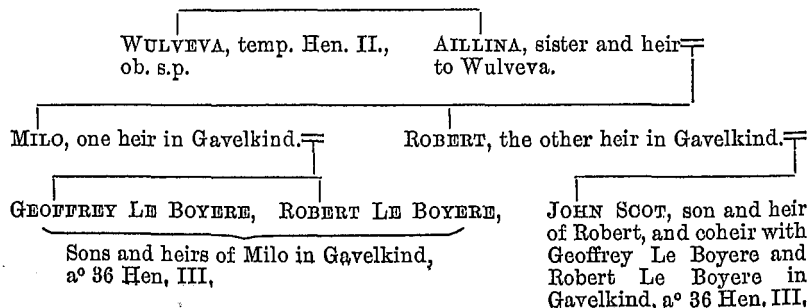 WULVEVA, temp. Hen. II.,
ob. s.p.
AILLINA, sister and heir
to Wulveva.
MILO, one heir in Gavelkind.
ROBERT, the other heir in Gavelkind.
GEOFFREY LE BOYERE, ROBERT LE BOYERE,
Sons and heirs of Milo in Gavelkind,
aº 36 Hen, III,
JOHN SCOT, son and heir
of Robert, and coheir with
Geoffrey Le Boyere and
Robert Le Boyere in
Gavelkind, aº 36 Hen, III,